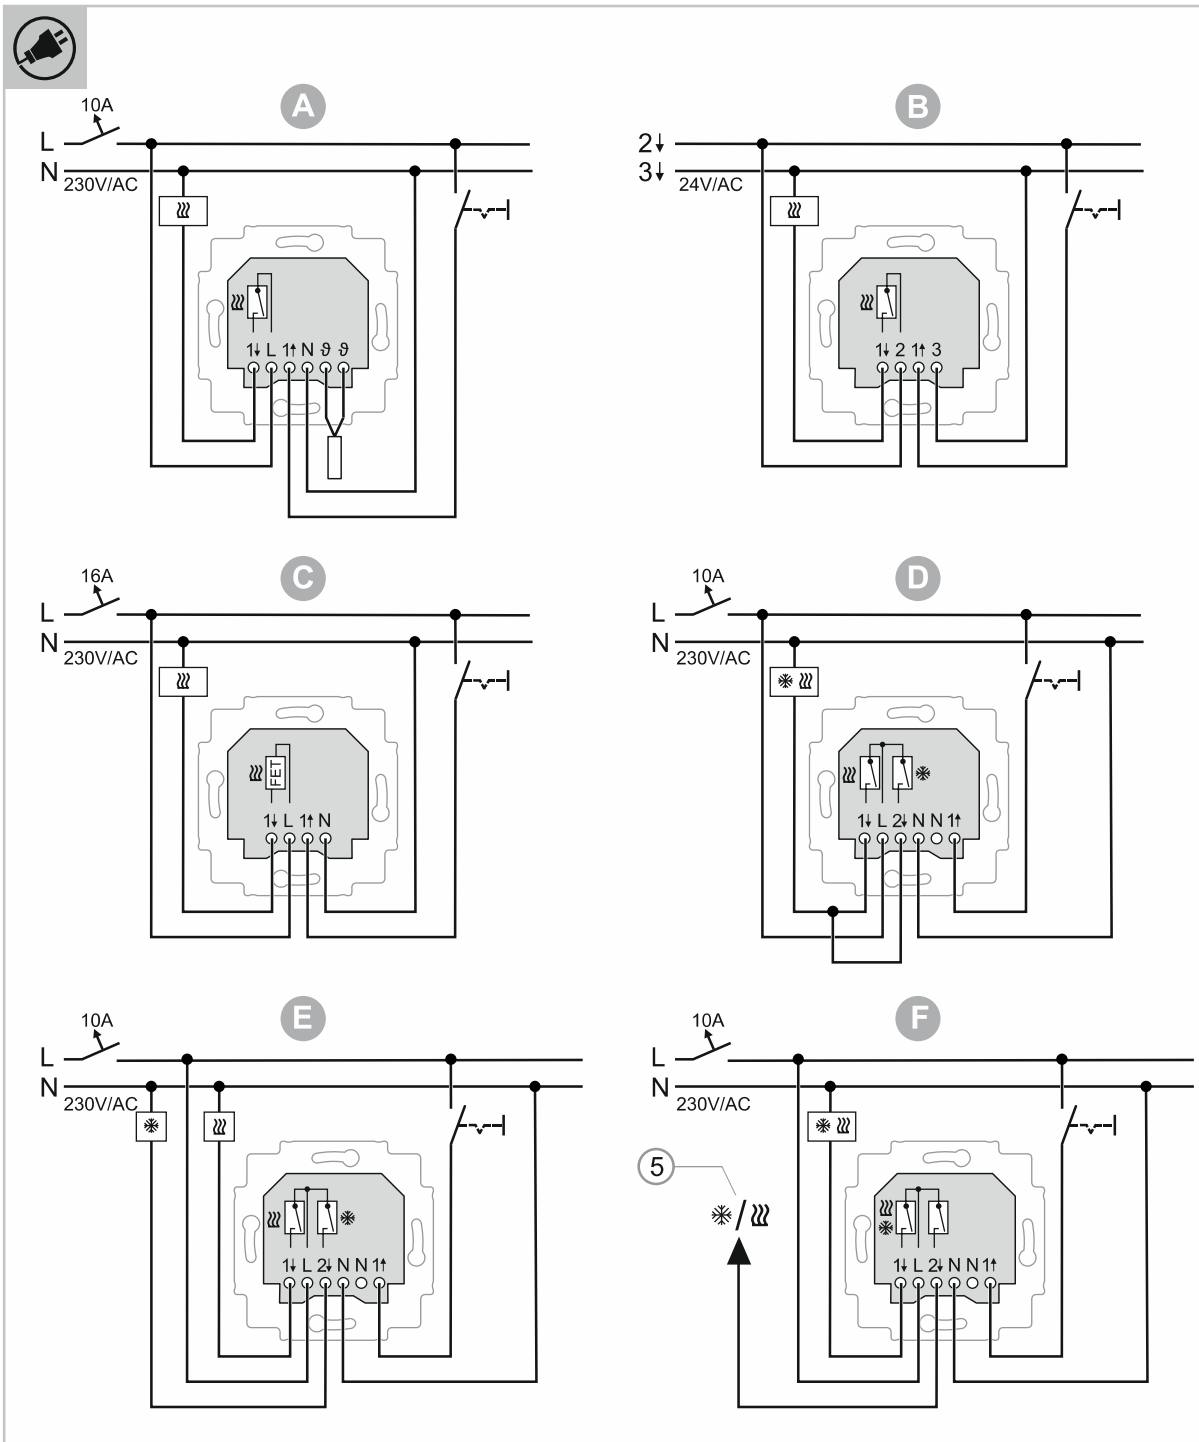 A
10A
L
N
230V/AC
1↓ L 1↑ N ϑ ϑ
B
2↓
3↓
24V/AC
1↓ 2 1↑ 3
C
16A
L
N
230V/AC
FET
1↓ L 1↑ N
D
10A
L
N
230V/AC
1↓ L 2↓ N N 1↑
E
10A
L
N
230V/AC
1↓ L 2↓ N N 1↑
F
10A
L
N
230V/AC
5
/
1↓ L 2↓ N N 1↑